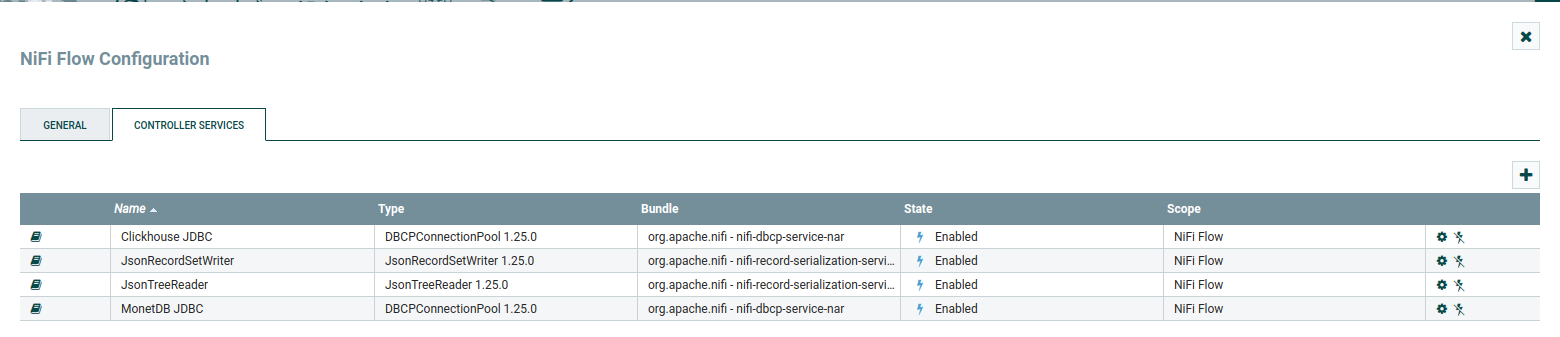 NiFi Flow Configuration
GENERAL
CONTROLLER SERVICES
Name Type Bundle State Scope
Clickhouse JDBC DBCPConnectionPool 1.25.0 org.apache.nifi - nifi-dbcp-service-nar Enabled NiFi Flow
JsonRecordSetWriter JsonRecordSetWriter 1.25.0 org.apache.nifi - nifi-record-serialization-servi... Enabled NiFi Flow
JsonTreeReader JsonTreeReader 1.25.0 org.apache.nifi - nifi-record-serialization-servi... Enabled NiFi Flow
MonetDB JDBC DBCPConnectionPool 1.25.0 org.apache.nifi - nifi-dbcp-service-nar Enabled NiFi Flow